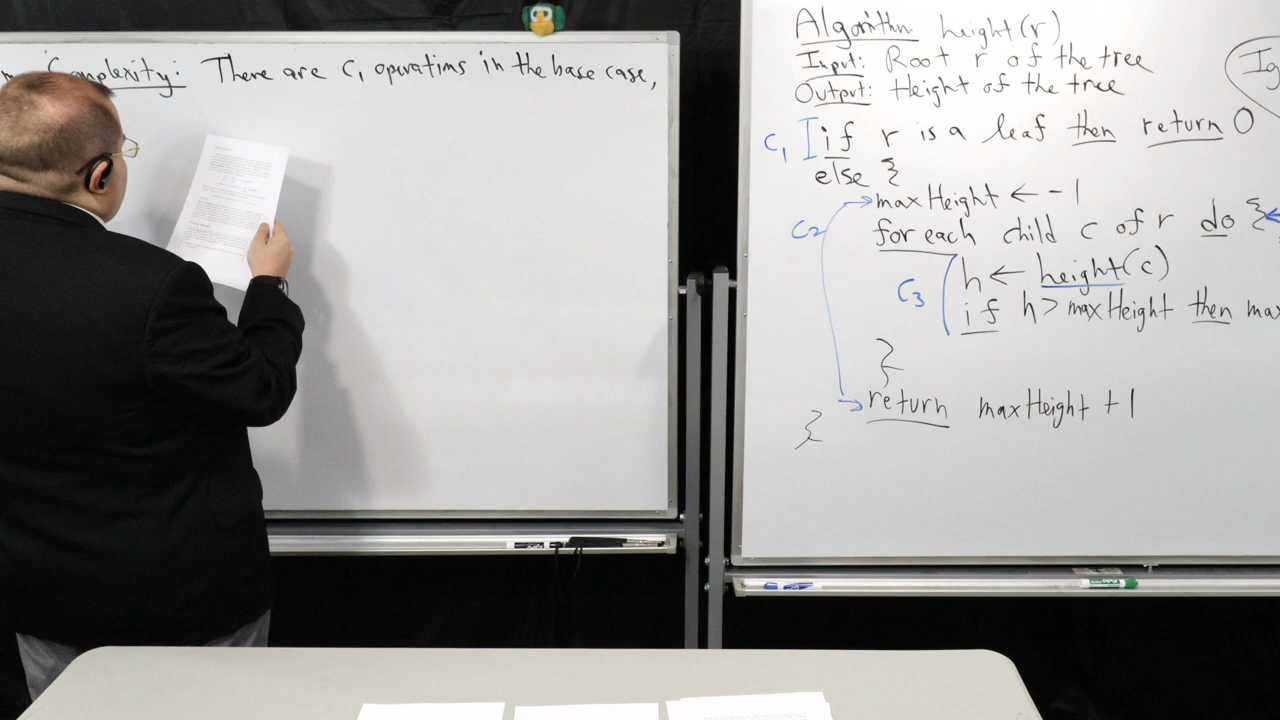 Complexity: There are c₁ operations in the base case,
Algorithm height(r)
Input: Root r of the tree
Output: Height of the tree
C₁ if r is a leaf then return 0
else {
maxHeight ← -1
C₂ for each child c of r do {
h ← height(c)
C₃ if h > maxHeight then max
}
return maxHeight + 1
}
Ig